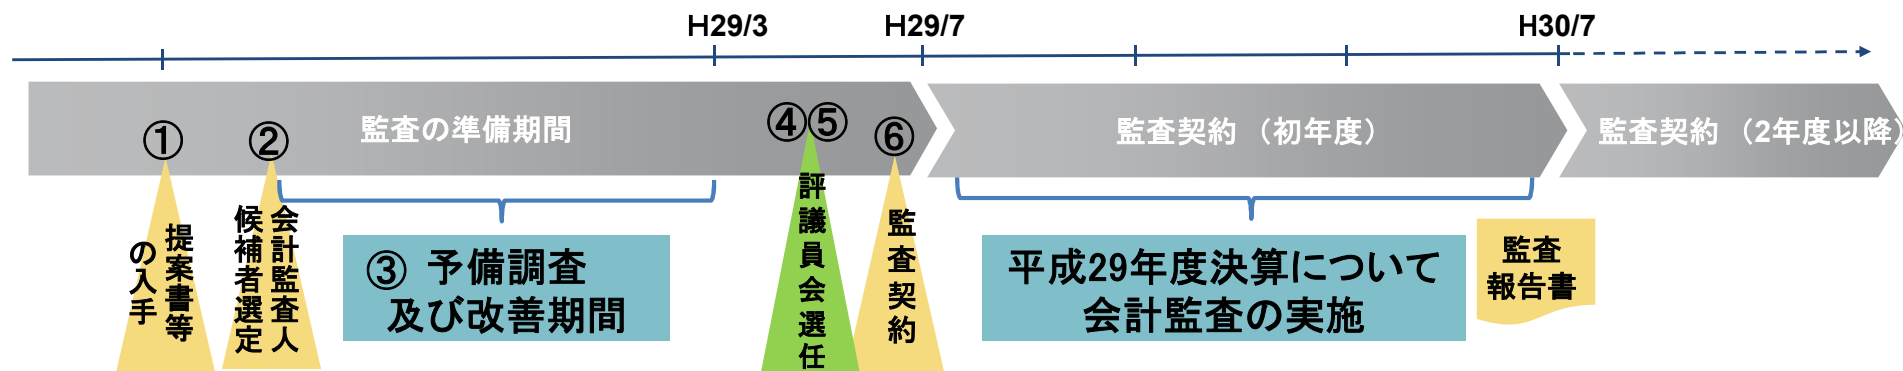 H29/3
H29/7
H30/7
監査の準備期間
監査契約 （初年度）
監査契約 （2年度以降）
①
②
④⑤
⑥
提案書等
の入手
会計監査人
候補者選定
③ 予備調査
及び改善期間
評議員会選任
監査契約
平成29年度決算について
会計監査の実施
監査
報告書